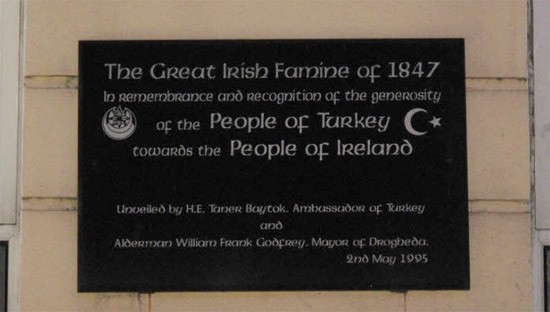 The Great Irish Famine of 1847
In remembrance and recognition of the generosity
of the People of Turkey
towards the People of Ireland
Unveiled by H.E. Taner Baytok. Ambassador of Turkey
and
Alderman William Frank Godfrey. Mayor of Drogheda.
2nd May 1995